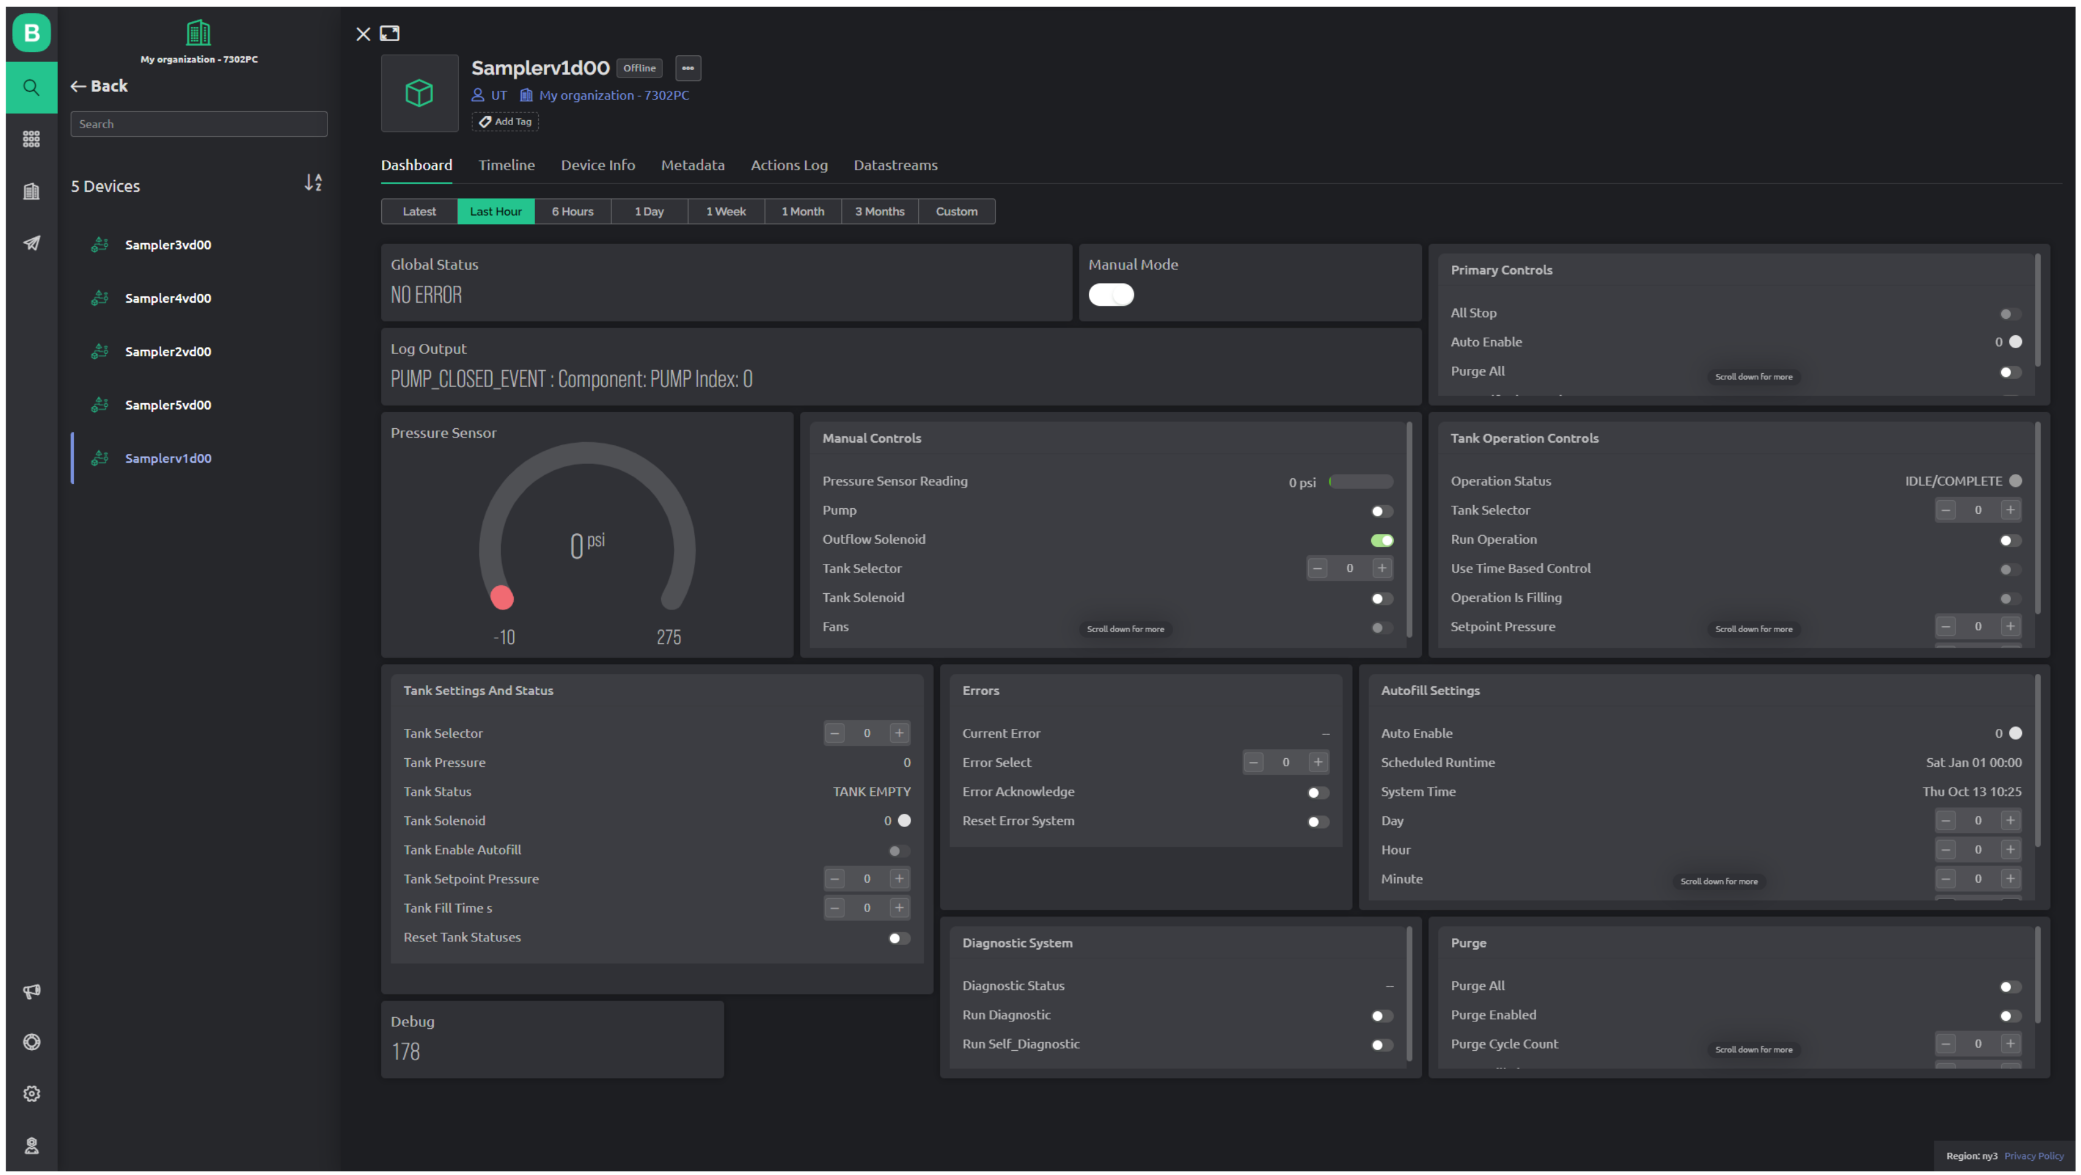 B
My organization - 7302PC
Back
Search
5 Devices
Sampler3vd00
Sampler4vd00
Sampler2vd00
Sampler5vd00
Samplerv1d00
Samplerv1d00 Offline
UT My organization - 7302PC
Add Tag
Dashboard Timeline Device Info Metadata Actions Log Datastreams
Latest Last Hour 6 Hours 1 Day 1 Week 1 Month 3 Months Custom
Global Status
NO ERROR
Manual Mode
Log Output
PUMP_CLOSED_EVENT : Component: PUMP Index: 0
Primary Controls
All Stop
Auto Enable 0
Purge All
Scroll down for more
Pressure Sensor
0 psi
-10 275
Manual Controls
Pressure Sensor Reading 0 psi
Pump
Outflow Solenoid
Tank Selector − 0 +
Tank Solenoid
Fans
Scroll down for more
Tank Operation Controls
Operation Status IDLE/COMPLETE
Tank Selector − 0 +
Run Operation
Use Time Based Control
Operation Is Filling
Setpoint Pressure − 0 +
Scroll down for more
Tank Settings And Status
Tank Selector − 0 +
Tank Pressure 0
Tank Status TANK EMPTY
Tank Solenoid 0
Tank Enable Autofill
Tank Setpoint Pressure − 0 +
Tank Fill Time s − 0 +
Reset Tank Statuses
Errors
Current Error --
Error Select − 0 +
Error Acknowledge
Reset Error System
Autofill Settings
Auto Enable 0
Scheduled Runtime Sat Jan 01 00:00
System Time Thu Oct 13 10:25
Day − 0 +
Hour − 0 +
Minute − 0 +
Scroll down for more
Debug
178
Diagnostic System
Diagnostic Status --
Run Diagnostic
Run Self_Diagnostic
Purge
Purge All
Purge Enabled
Purge Cycle Count − 0 +
Scroll down for more
Region: ny3 Privacy Policy